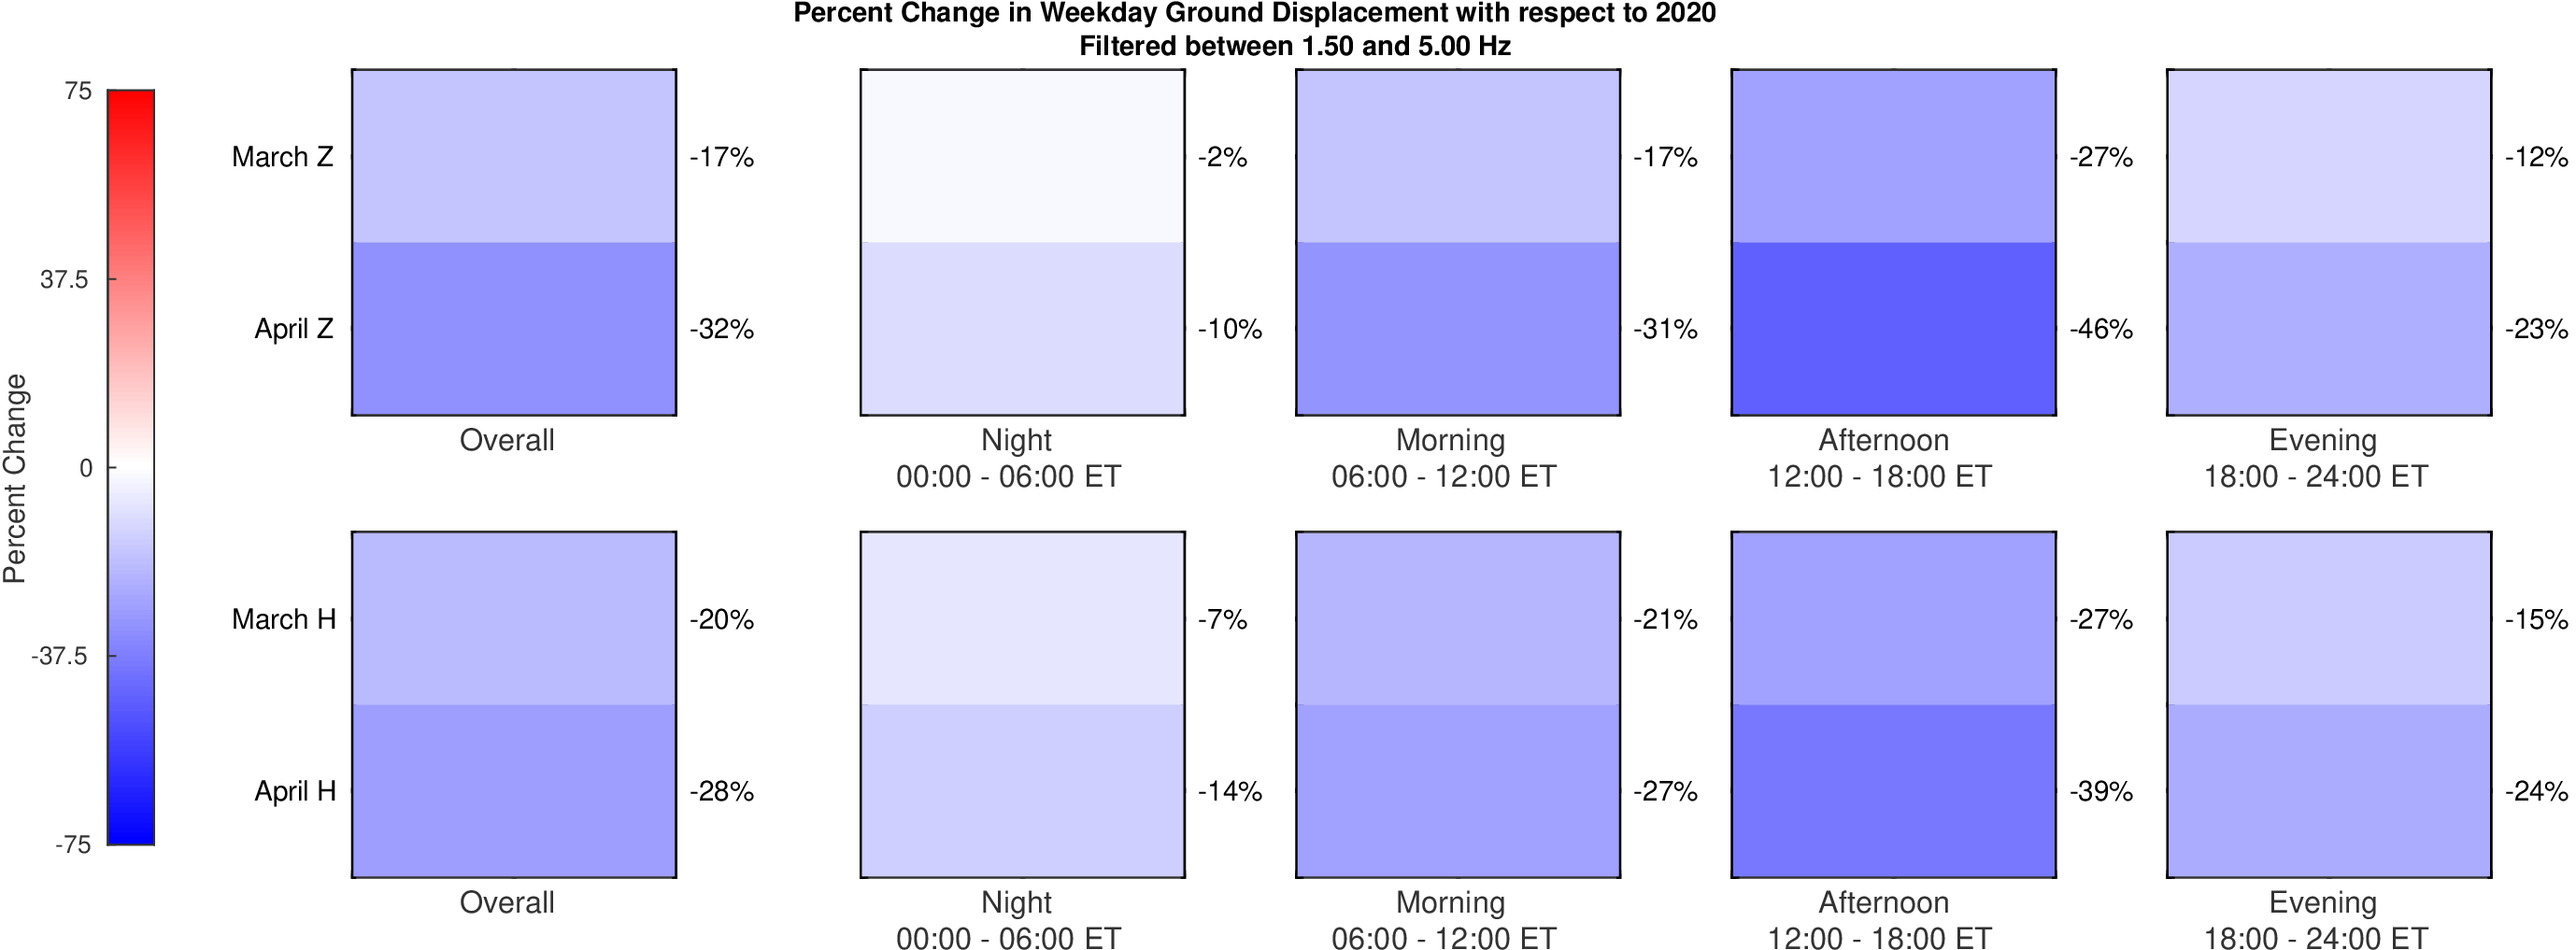 Percent Change in Weekday Ground Displacement with respect to 2020
Filtered between 1.50 and 5.00 Hz
75
37.5
0
-37.5
-75
Percent Change
March Z
-17%
-2%
-17%
-27%
-12%
April Z
-32%
-10%
-31%
-46%
-23%
Overall
Night
Morning
Afternoon
Evening
00:00 - 06:00 ET
06:00 - 12:00 ET
12:00 - 18:00 ET
18:00 - 24:00 ET
March H
-20%
-7%
-21%
-27%
-15%
April H
-28%
-14%
-27%
-39%
-24%
Overall
Night
Morning
Afternoon
Evening
00:00 - 06:00 ET
06:00 - 12:00 ET
12:00 - 18:00 ET
18:00 - 24:00 ET